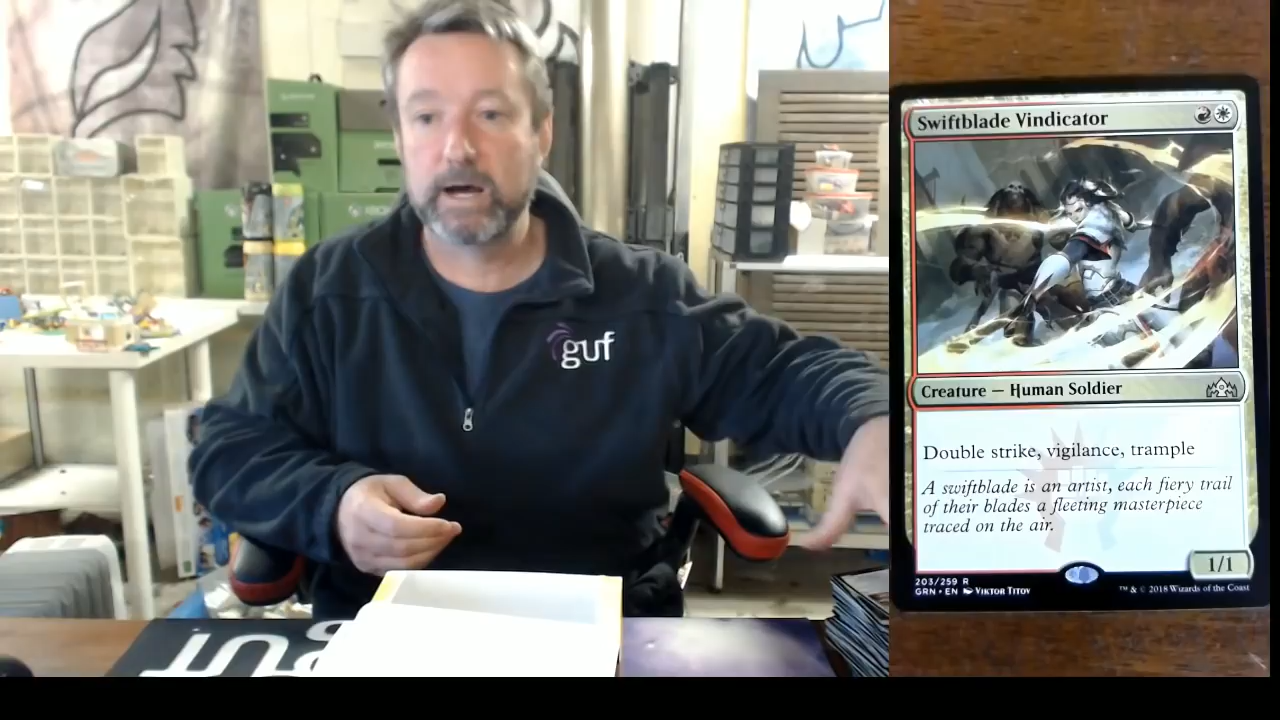 guf
GUF
Swiftblade Vindicator
Creature — Human Soldier
Double strike, vigilance, trample
A swiftblade is an artist, each fiery trail
of their blades a fleeting masterpiece
traced on the air.
1/1
203/259 R
GRN • EN Viktor Titov
™ & © 2018 Wizards of the Coast